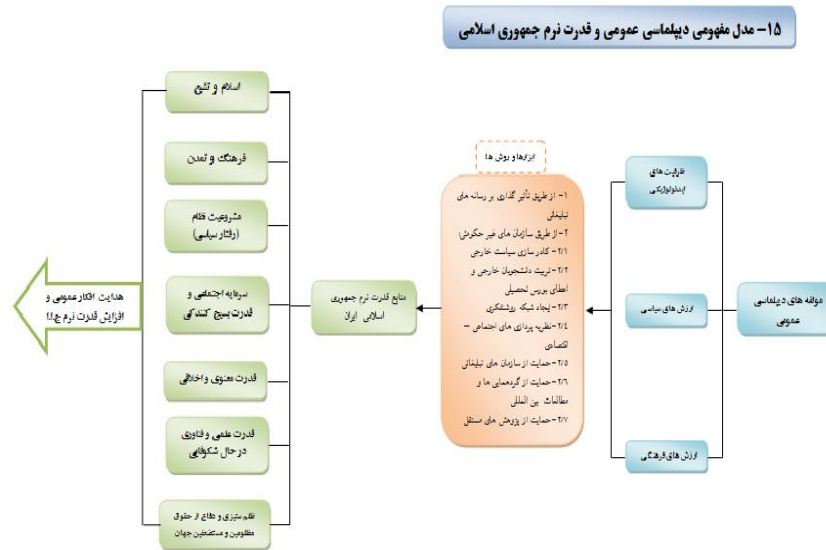 ۱۵- مدل مفهومی دیپلماسی عمومی و قدرت نرم جمهوری اسلامی
مولفه های دیپلماسی
عمومی
ظرفیت های
ایدئولوژیکی
ارزش های سیاسی
ارزش های فرهنگی
ابزارها و روش ها
۱- از طریق تأثیر گذاری بر رسانه های
تبلیغاتی
۲- از طریق سازمان های غیر حکومتی:
۲/۱- کادر سازی سیاست خارجی
۲/۲- تربیت دانشجویان خارجی و
اعطای بورس تحصیلی
۲/۳- ایجاد شبکه روشنفکری
۲/۴- نظریه پردازی های اجتماعی –
اقتصادی
۲/۵- حمایت از سازمان های تبلیغاتی
۲/۶- حمایت از گردهمایی ها و
مطالعات بین المللی
۲/۷- حمایت از پژوهش های مستقل
منابع قدرت نرم جمهوری
اسلامی ایران
اسلام و تشیع
فرهنگ و تمدن
مشروعیت نظام
(رفتار سیاسی)
سرمایه اجتماعی و
قدرت بسیج کنندگی
قدرت معنوی و اخلاقی
قدرت علمی و فناوری
در حال شکوفایی
ظلم ستیزی و دفاع از حقوق
مظلومین و مستضعفین جهان
هدایت افکار عمومی و
افزایش قدرت نرم ج.ا.ا